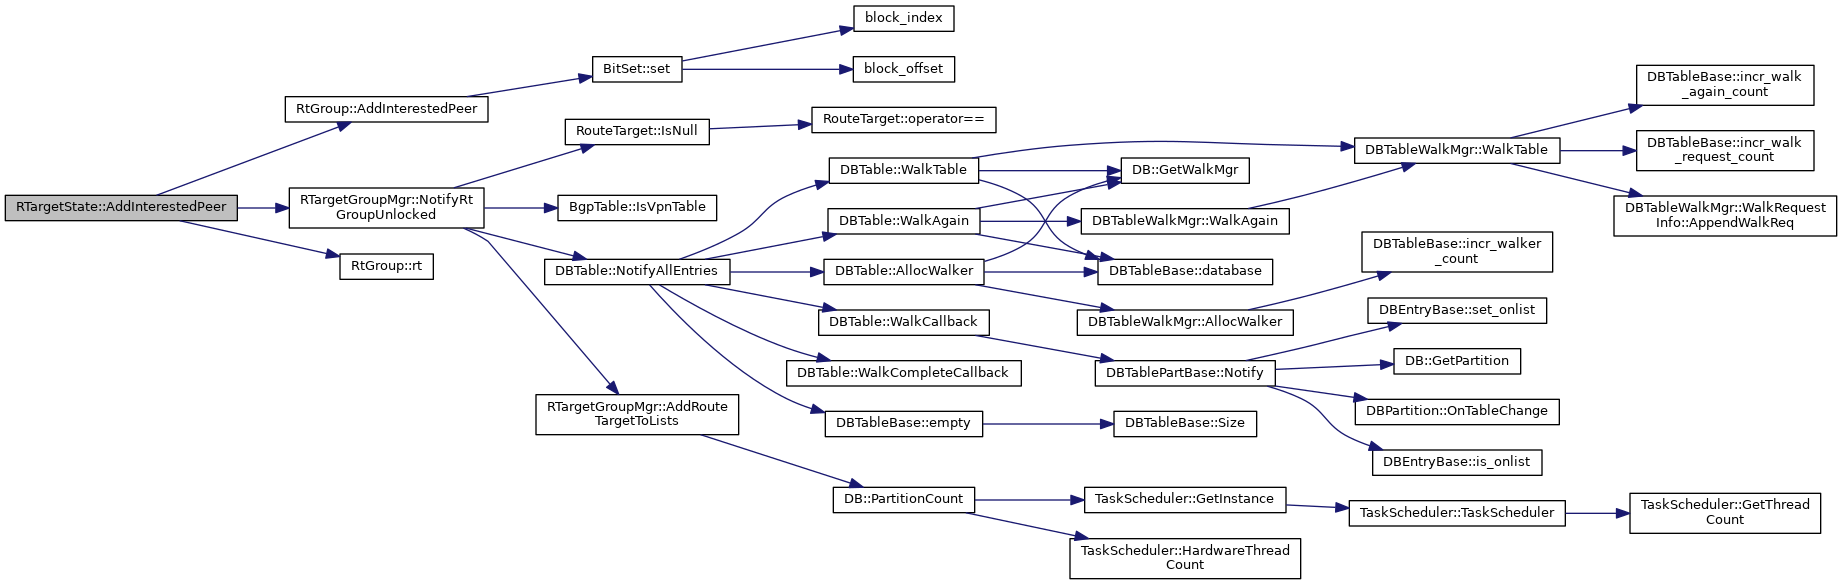 RTargetState::AddInterestedPeer
RtGroup::AddInterestedPeer
RTargetGroupMgr::NotifyRt
GroupUnlocked
RtGroup::rt
BitSet::set
RouteTarget::IsNull
BgpTable::IsVpnTable
DBTable::NotifyAllEntries
RTargetGroupMgr::AddRoute
TargetToLists
block_index
block_offset
RouteTarget::operator==
DBTable::WalkTable
DBTable::WalkAgain
DBTable::AllocWalker
DBTable::WalkCallback
DBTable::WalkCompleteCallback
DBTableBase::empty
DB::PartitionCount
DB::GetWalkMgr
DBTableWalkMgr::WalkAgain
DBTableBase::database
DBTableWalkMgr::AllocWalker
DBTablePartBase::Notify
DBTableBase::Size
TaskScheduler::GetInstance
TaskScheduler::HardwareThread
Count
DBTableWalkMgr::WalkTable
DBTableBase::incr_walker
_count
DBEntryBase::set_onlist
DB::GetPartition
DBPartition::OnTableChange
DBEntryBase::is_onlist
TaskScheduler::TaskScheduler
DBTableBase::incr_walk
_again_count
DBTableBase::incr_walk
_request_count
DBTableWalkMgr::WalkRequest
Info::AppendWalkReq
TaskScheduler::GetThread
Count